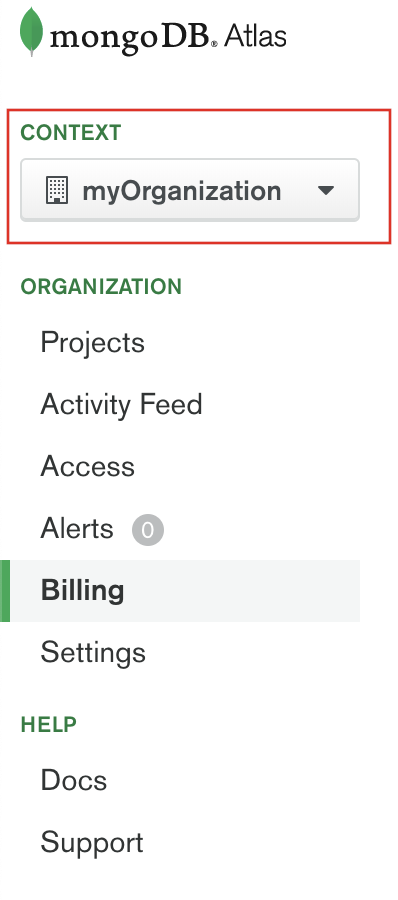 mongoDB® Atlas
CONTEXT
myOrganization
ORGANIZATION
Projects
Activity Feed
Access
Alerts 0
Billing
Settings
HELP
Docs
Support